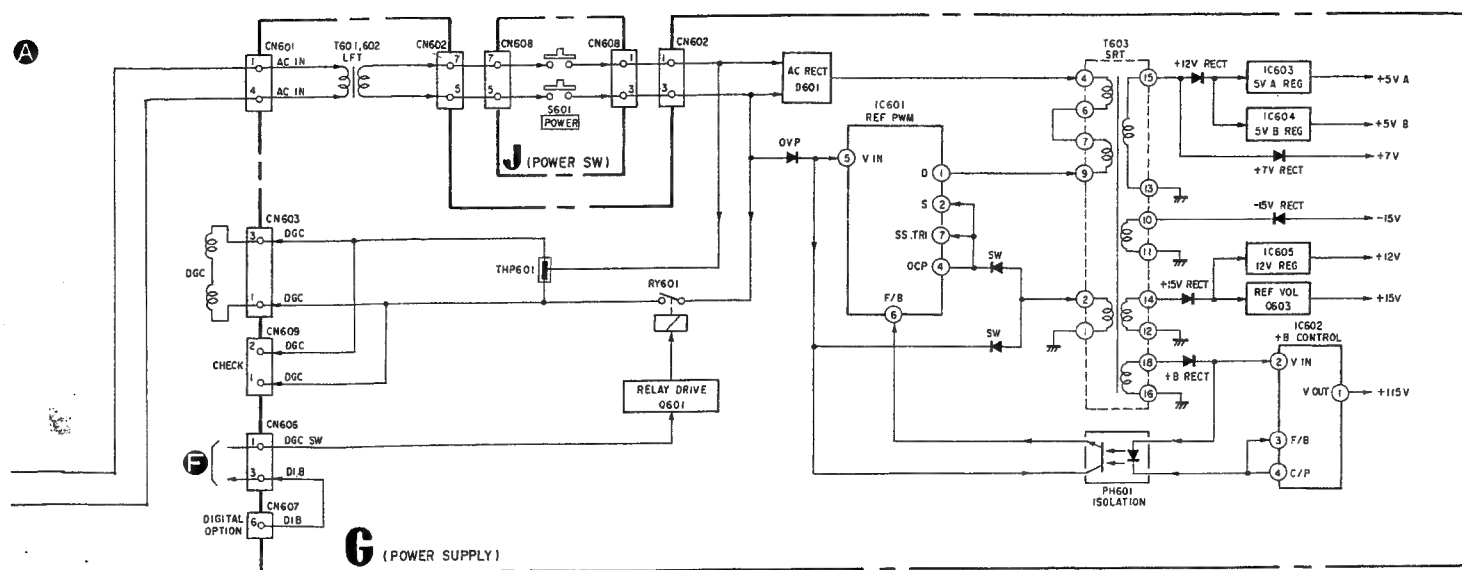 A
CN601
1 AC IN
4 AC IN
T601,602
LFT
CN602
7
5
CN608
7
5
S601
POWER
CN608
1
3
CN602
1
3
J (POWER SW)
AC RECT
D601
OVP
IC601
REF PWM
5 V IN
D 1
S 2
SS.TRI 7
OCP 4
F/B
6
SW
SW
T603
SRT
4
6
7
9
2
1
15
13
10
11
14
12
18
16
+12V RECT
IC603
5V A REG
+5V A
IC604
5V B REG
+5V B
+7V RECT
+7V
-15V RECT
-15V
IC605
12V REG
+12V
+15V RECT
REF VOL
Q603
+15V
+B RECT
IC602
+B CONTROL
2 V IN
V OUT 1
+115V
3 F/B
4 C/P
PH601
ISOLATION
CN603
3 DGC
DGC
1 DGC
THP601
RY601
CN609
2 DGC
CHECK
1 DGC
RELAY DRIVE
Q601
CN606
F
1 DGC SW
3 DIB
CN607
DIGITAL
OPTION
6 DIB
G (POWER SUPPLY)